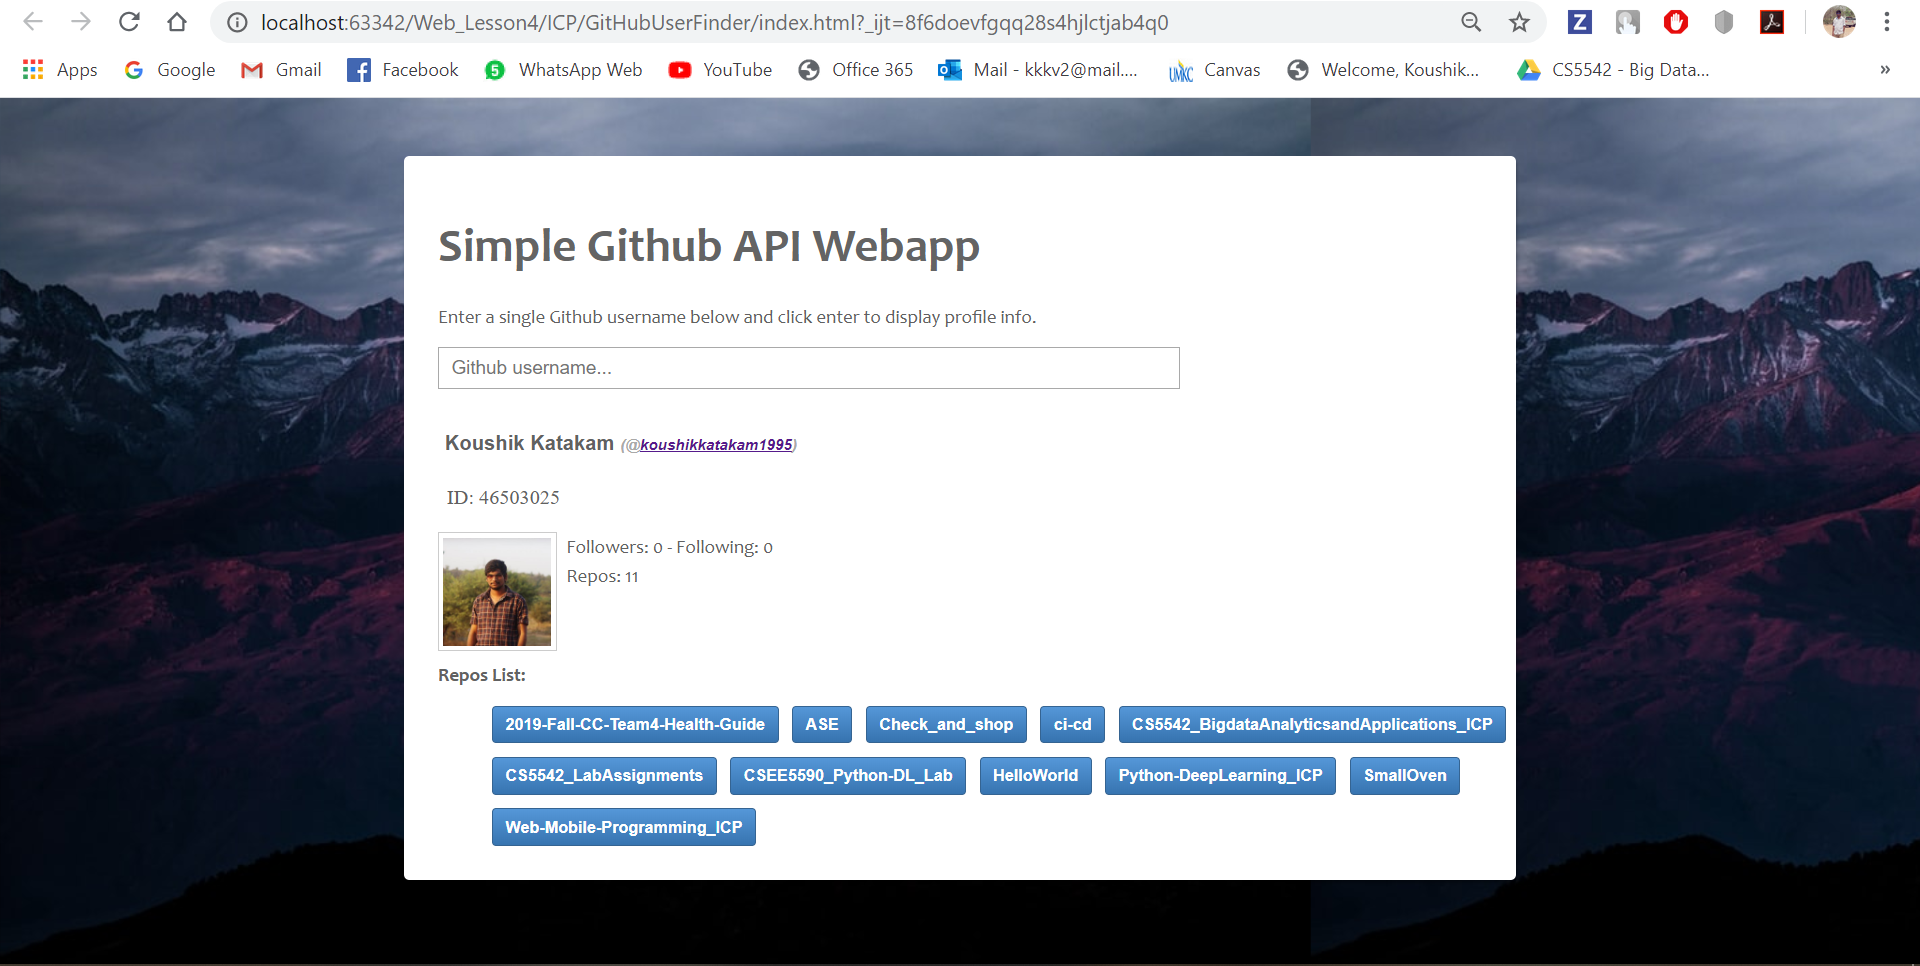 localhost:63342/Web_Lesson4/ICP/GitHubUserFinder/index.html?_ijt=8f6doevfgqq28s4hjlctjab4q0
Apps Google Gmail Facebook 5 WhatsApp Web YouTube Office 365 Mail - kkkv2@mail.... UMKC Canvas Welcome, Koushik... CS5542 - Big Data... »
Simple Github API Webapp
Enter a single Github username below and click enter to display profile info.
Github username...
Koushik Katakam (@koushikkatakam1995)
ID: 46503025
Followers: 0 - Following: 0
Repos: 11
Repos List:
2019-Fall-CC-Team4-Health-Guide ASE Check_and_shop ci-cd CS5542_BigdataAnalyticsandApplications_ICP
CS5542_LabAssignments CSEE5590_Python-DL_Lab HelloWorld Python-DeepLearning_ICP SmallOven
Web-Mobile-Programming_ICP